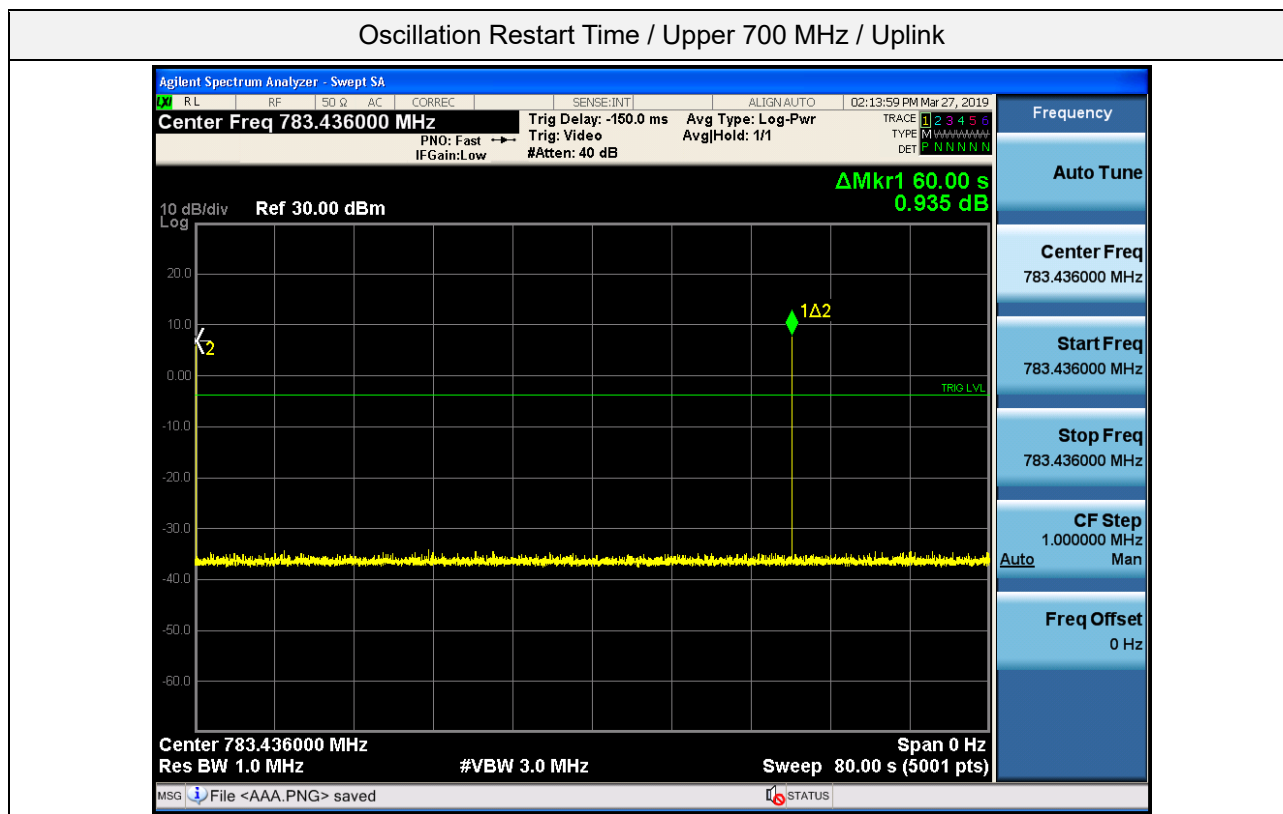 Oscillation Restart Time / Upper 700 MHz / Uplink
Agilent Spectrum Analyzer - Swept SA
LXI RL RF 50 Ω AC CORREC SENSE:INT ALIGN AUTO 02:13:59 PM Mar 27, 2019
Center Freq 783.436000 MHz
PNO: Fast
IFGain:Low
Trig Delay: -150.0 ms
Trig: Video
#Atten: 40 dB
Avg Type: Log-Pwr
Avg|Hold: 1/1
TRACE 1 2 3 4 5 6
TYPE M
DET P N N N N N
ΔMkr1 60.00 s
0.935 dB
10 dB/div Ref 30.00 dBm
Log
20.0
10.0
0.00
-10.0
-20.0
-30.0
-40.0
-50.0
-60.0
2
1Δ2
TRIG LVL
Center 783.436000 MHz Span 0 Hz
Res BW 1.0 MHz #VBW 3.0 MHz Sweep 80.00 s (5001 pts)
MSG File <AAA.PNG> saved STATUS
Frequency
Auto Tune
Center Freq
783.436000 MHz
Start Freq
783.436000 MHz
Stop Freq
783.436000 MHz
CF Step
1.000000 MHz
Auto Man
Freq Offset
0 Hz